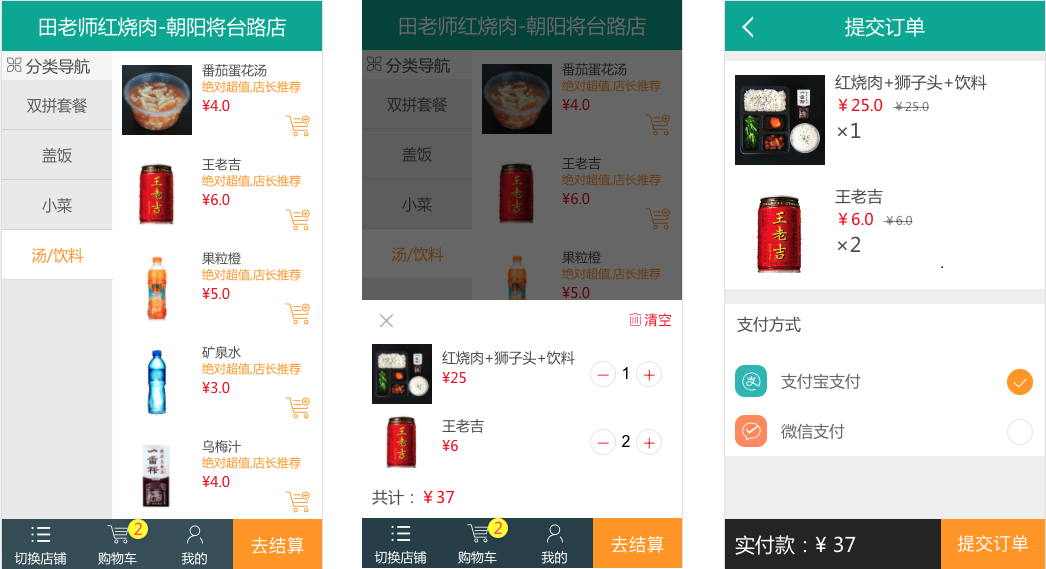 田老师红烧肉-朝阳将台路店
分类导航
双拼套餐
盖饭
小菜
汤/饮料
番茄蛋花汤
绝对超值,店长推荐
¥4.0
王老吉
绝对超值,店长推荐
¥6.0
果粒橙
绝对超值,店长推荐
¥5.0
矿泉水
绝对超值,店长推荐
¥3.0
乌梅汁
绝对超值,店长推荐
¥4.0
切换店铺
购物车
2
我的
去结算
田老师红烧肉-朝阳将台路店
分类导航
双拼套餐
盖饭
小菜
汤/饮料
番茄蛋花汤
绝对超值,店长推荐
¥4.0
王老吉
绝对超值,店长推荐
¥6.0
果粒橙
绝对超值,店长推荐
¥5.0
清空
红烧肉+狮子头+饮料
¥25
1
王老吉
¥6
2
共计：¥37
切换店铺
购物车
2
我的
去结算
提交订单
红烧肉+狮子头+饮料
¥25.0 ¥25.0
×1
王老吉
¥6.0 ¥6.0
×2
支付方式
支付宝支付
微信支付
实付款：¥ 37
提交订单